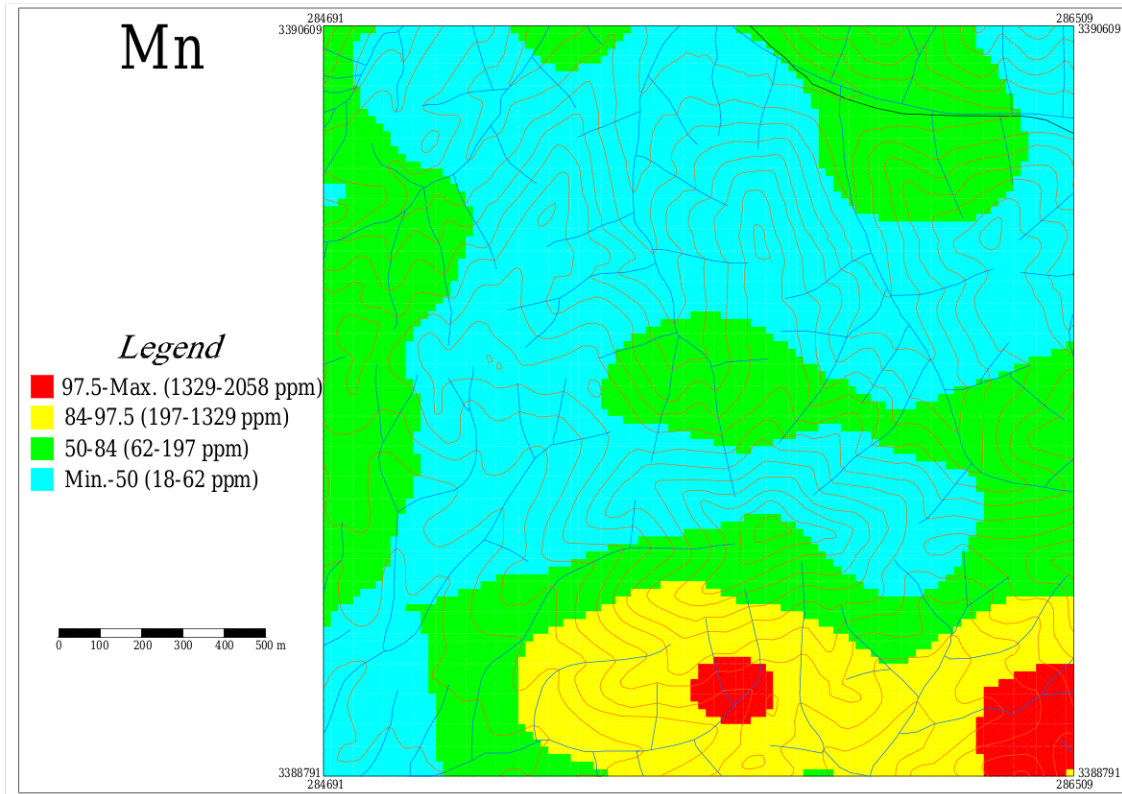 Mn
284691
286509
3390609
3390609
Legend
97.5-Max. (1329-2058 ppm)
84-97.5 (197-1329 ppm)
50-84 (62-197 ppm)
Min.-50 (18-62 ppm)
0 100 200 300 400 500 m
3388791
3388791
284691
286509